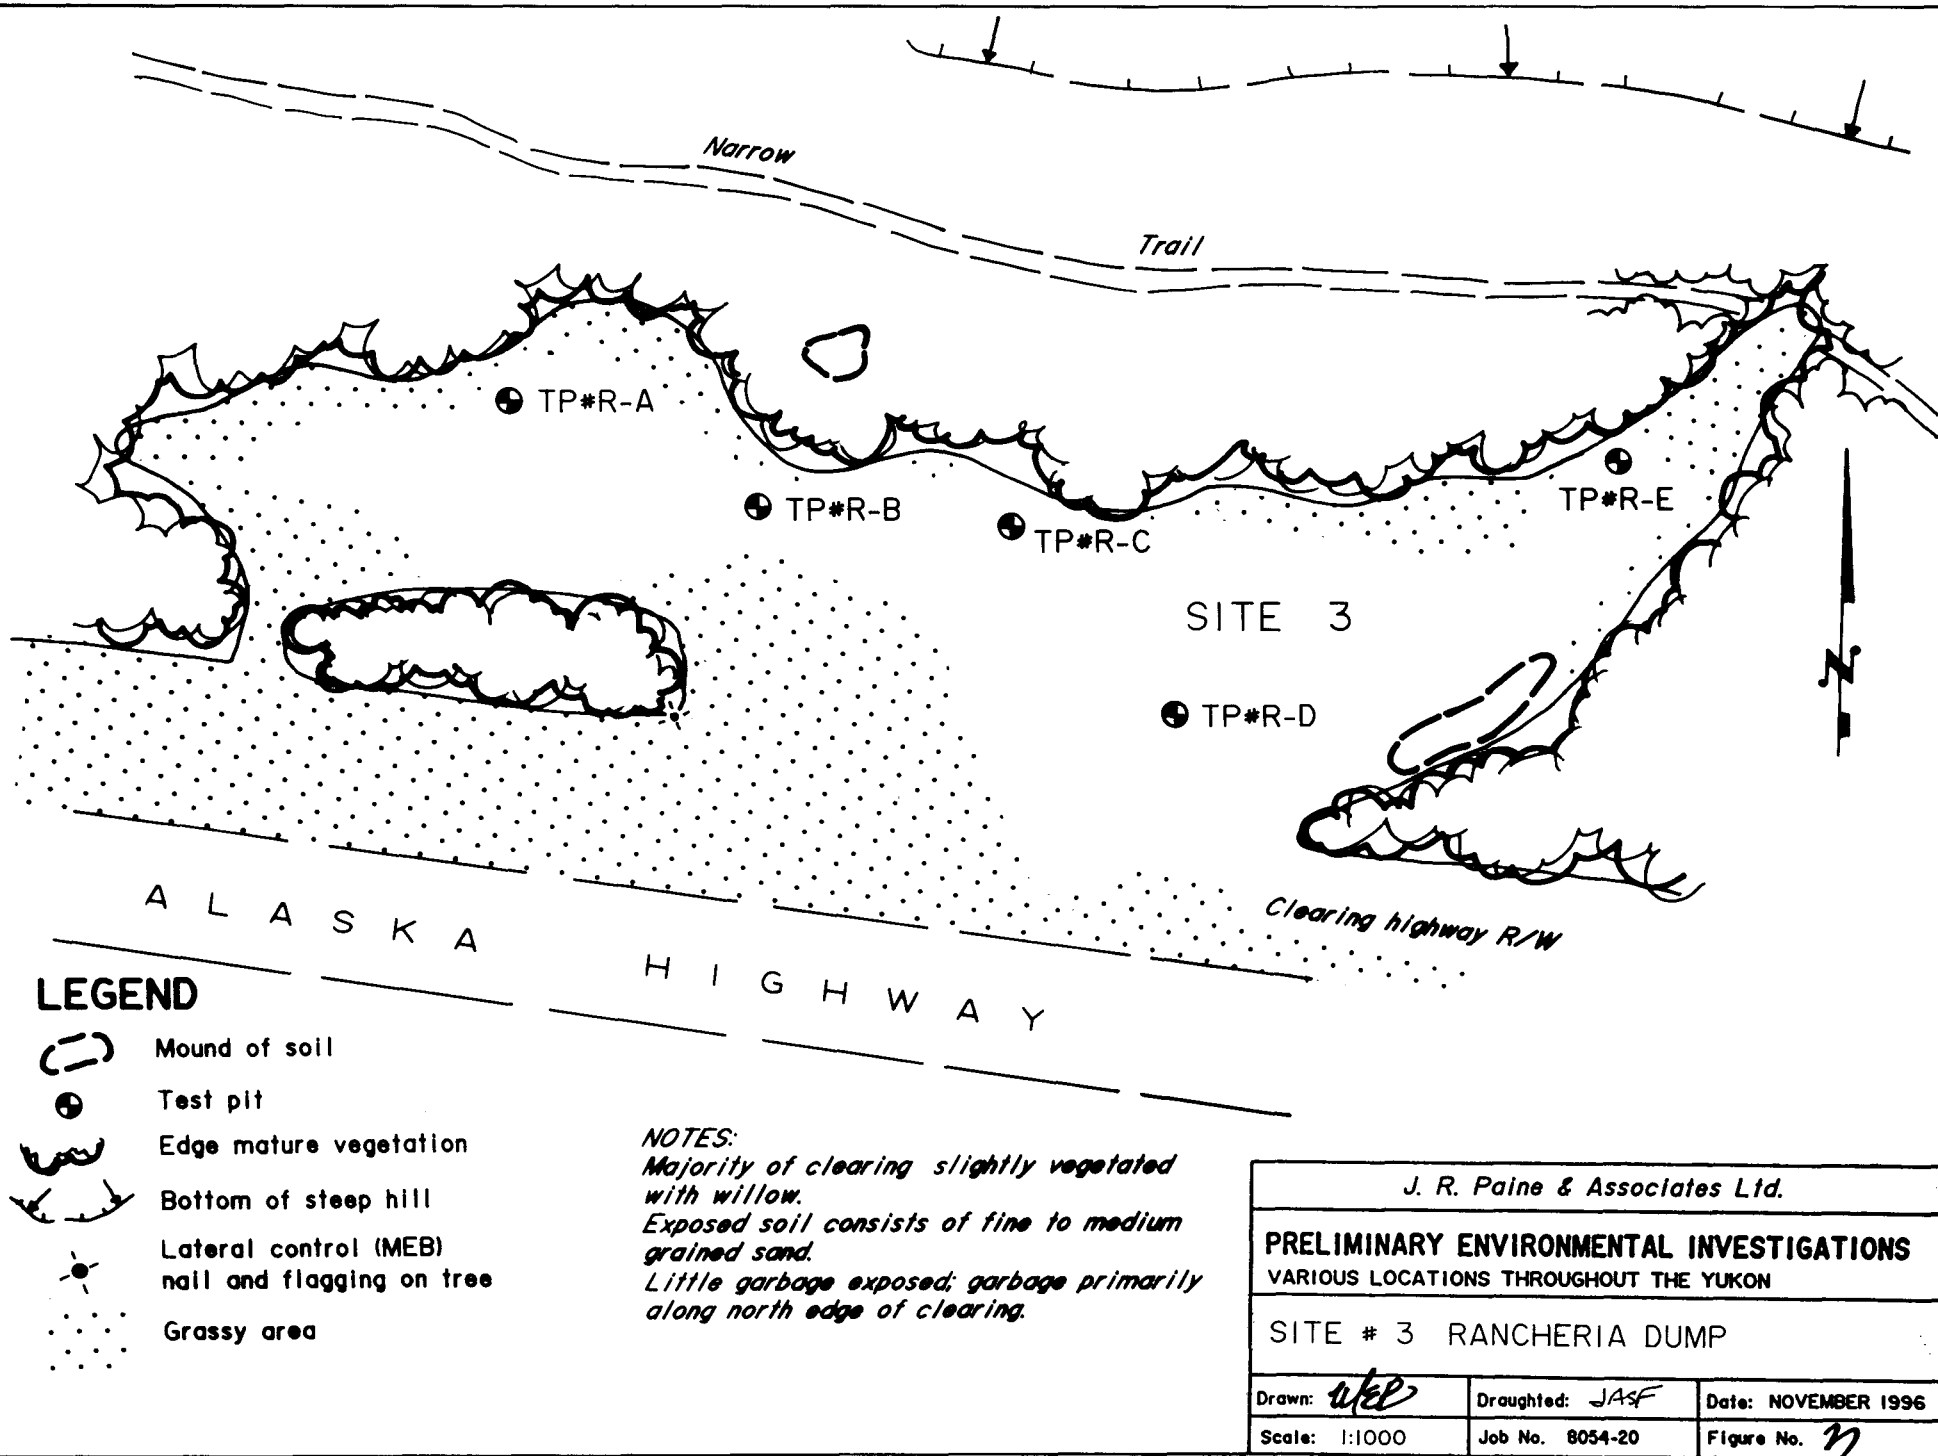 Narrow
Trail
TP#R-A
TP#R-B
TP#R-C
TP#R-E
SITE 3
TP#R-D
N
Clearing highway R/W
ALASKA HIGHWAY
LEGEND
Mound of soil
Test pit
Edge mature vegetation
Bottom of steep hill
Lateral control (MEB)
nail and flagging on tree
Grassy area
NOTES:
Majority of clearing slightly vegetated
with willow.
Exposed soil consists of fine to medium
grained sand.
Little garbage exposed; garbage primarily
along north edge of clearing.
J. R. Paine & Associates Ltd.
PRELIMINARY ENVIRONMENTAL INVESTIGATIONS
VARIOUS LOCATIONS THROUGHOUT THE YUKON
SITE # 3 RANCHERIA DUMP
Drawn:
Draughted: JASF
Date: NOVEMBER 1996
Scale: 1:1000
Job No. 8054-20
Figure No.